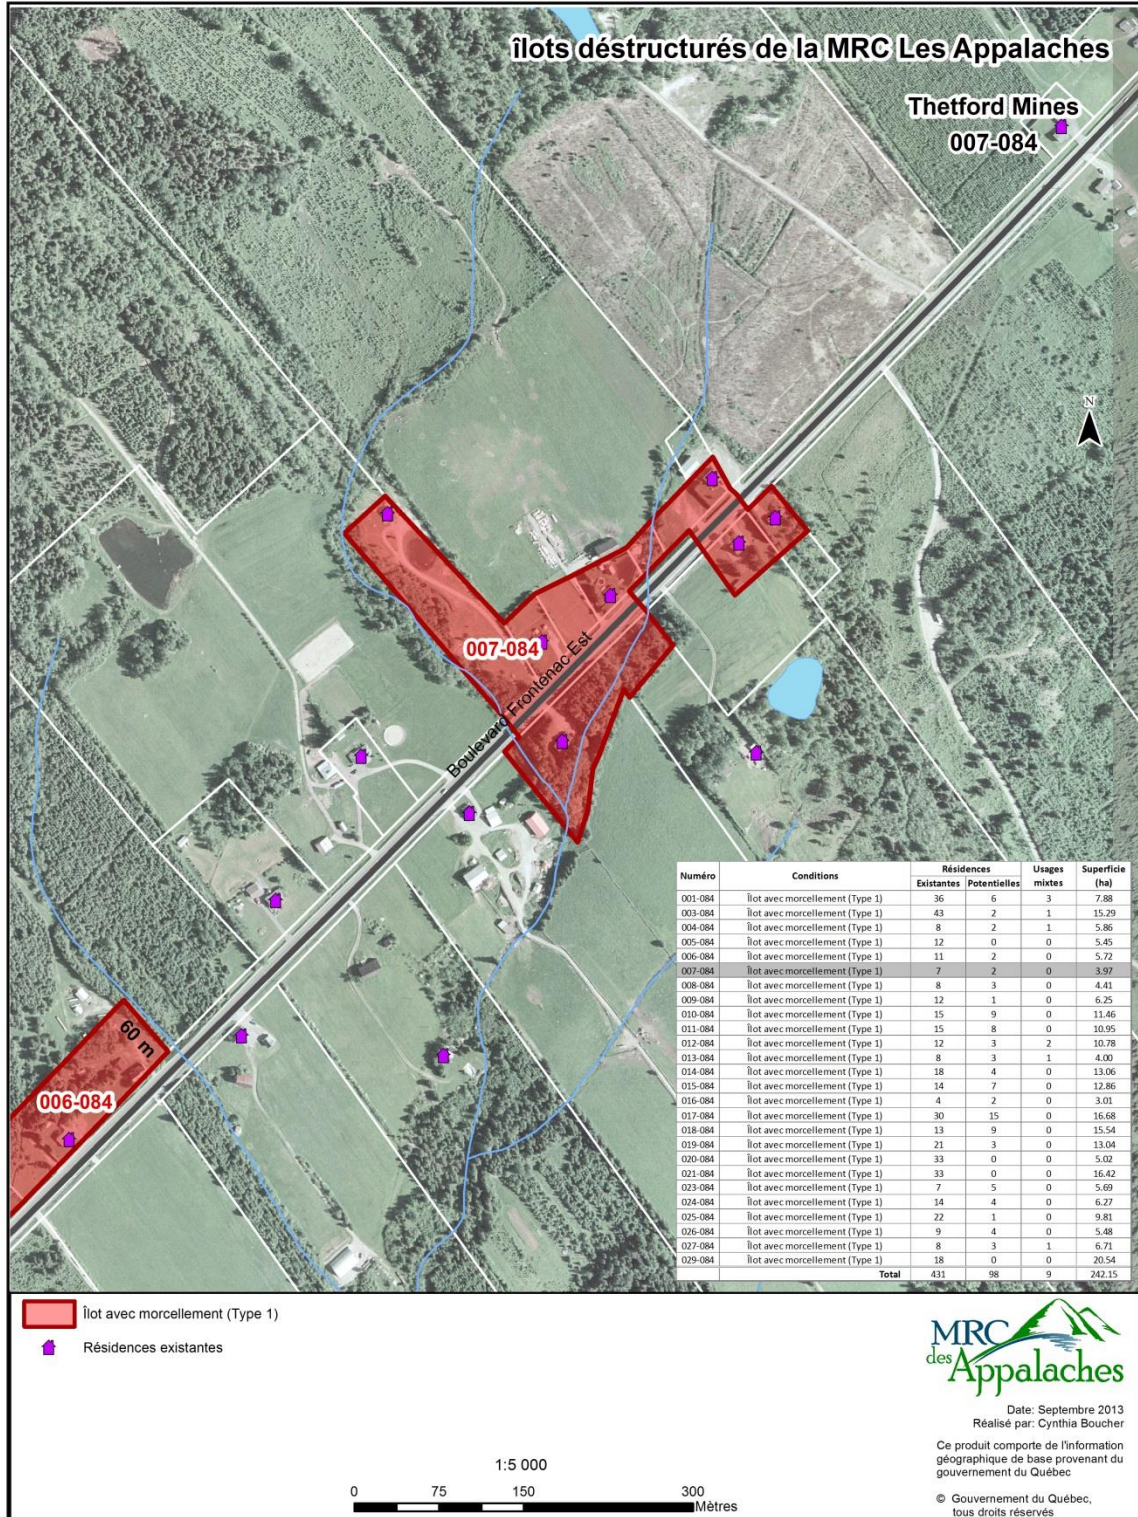 îlots déstructurés de la MRC Les Appalaches
Thetford Mines
007-084
N
007-084
Boulevard Frontenac Est
60 m
006-084
Numéro Conditions Résidences Usages mixtes Superficie (ha)
Existantes Potentielles
001-084 Îlot avec morcellement (Type 1) 36 6 3 7.88
003-084 Îlot avec morcellement (Type 1) 43 2 1 15.29
004-084 Îlot avec morcellement (Type 1) 8 2 1 5.86
005-084 Îlot avec morcellement (Type 1) 12 0 0 5.45
006-084 Îlot avec morcellement (Type 1) 11 2 0 5.72
007-084 Îlot avec morcellement (Type 1) 7 2 0 3.97
008-084 Îlot avec morcellement (Type 1) 8 3 0 4.41
009-084 Îlot avec morcellement (Type 1) 12 1 0 6.25
010-084 Îlot avec morcellement (Type 1) 15 9 0 11.46
011-084 Îlot avec morcellement (Type 1) 15 8 0 10.95
012-084 Îlot avec morcellement (Type 1) 12 3 2 10.78
013-084 Îlot avec morcellement (Type 1) 8 3 1 4.00
014-084 Îlot avec morcellement (Type 1) 18 4 0 13.06
015-084 Îlot avec morcellement (Type 1) 14 7 0 12.86
016-084 Îlot avec morcellement (Type 1) 4 2 0 3.01
017-084 Îlot avec morcellement (Type 1) 30 15 0 16.68
018-084 Îlot avec morcellement (Type 1) 13 9 0 15.54
019-084 Îlot avec morcellement (Type 1) 21 3 0 13.04
020-084 Îlot avec morcellement (Type 1) 33 0 0 5.02
021-084 Îlot avec morcellement (Type 1) 33 0 0 16.42
023-084 Îlot avec morcellement (Type 1) 7 5 0 5.69
024-084 Îlot avec morcellement (Type 1) 14 4 0 6.27
025-084 Îlot avec morcellement (Type 1) 22 1 0 9.81
026-084 Îlot avec morcellement (Type 1) 9 4 0 5.48
027-084 Îlot avec morcellement (Type 1) 8 3 1 6.71
029-084 Îlot avec morcellement (Type 1) 18 0 0 20.54
Total 431 98 9 242.15
Îlot avec morcellement (Type 1)
Résidences existantes
MRC
des Appalaches
Date: Septembre 2013
Réalisé par: Cynthia Boucher
Ce produit comporte de l'information
géographique de base provenant du
gouvernement du Québec
© Gouvernement du Québec,
tous droits réservés
1:5 000
0 75 150 300
Mètres